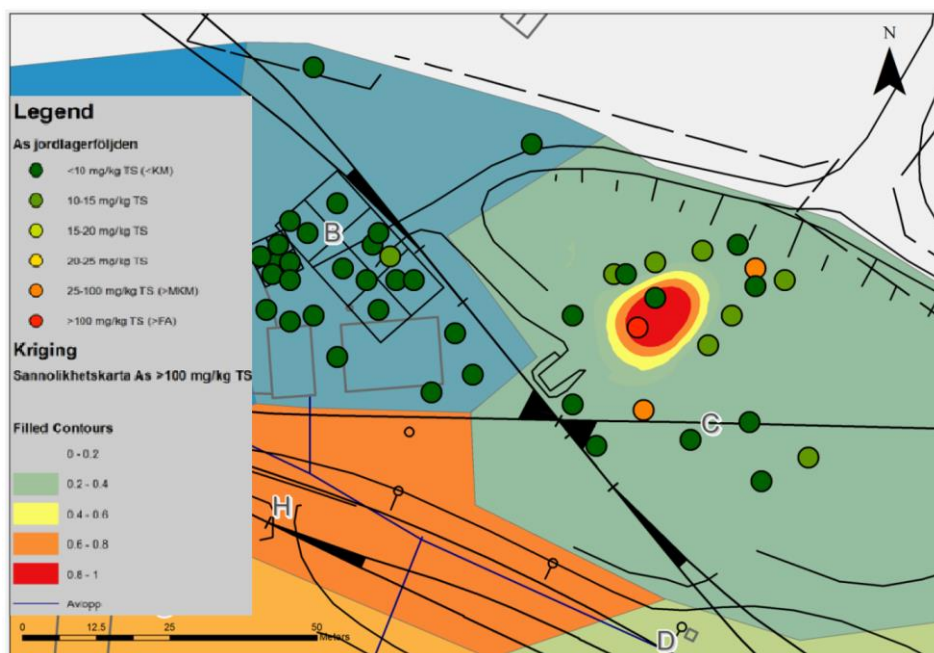 N
Legend
As jordlagerföljden
<10 mg/kg TS (<KM)
10-15 mg/kg TS
15-20 mg/kg TS
20-25 mg/kg TS
25-100 mg/kg TS (>MKM)
>100 mg/kg TS (>FA)
Kriging
Sannolikhetskarta As >100 mg/kg TS
Filled Contours
0 - 0.2
0.2 - 0.4
0.4 - 0.6
0.6 - 0.8
0.8 - 1
Avlopp
0 12.5 25 50
Meters
B
C
H
D